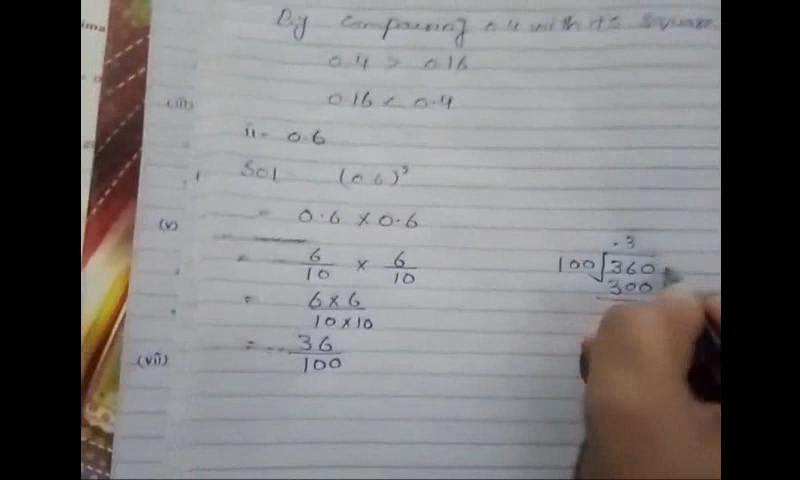 By comparing 0.4 with its square
0.4 > 0.16
(iii)
0.16 < 0.4
ii- 0.6
Sol (0.6)²
(v)
= 0.6 × 0.6
= 6/10 × 6/10
= 6×6/10×10
= 36/100
(vii)
.3
100 360
300